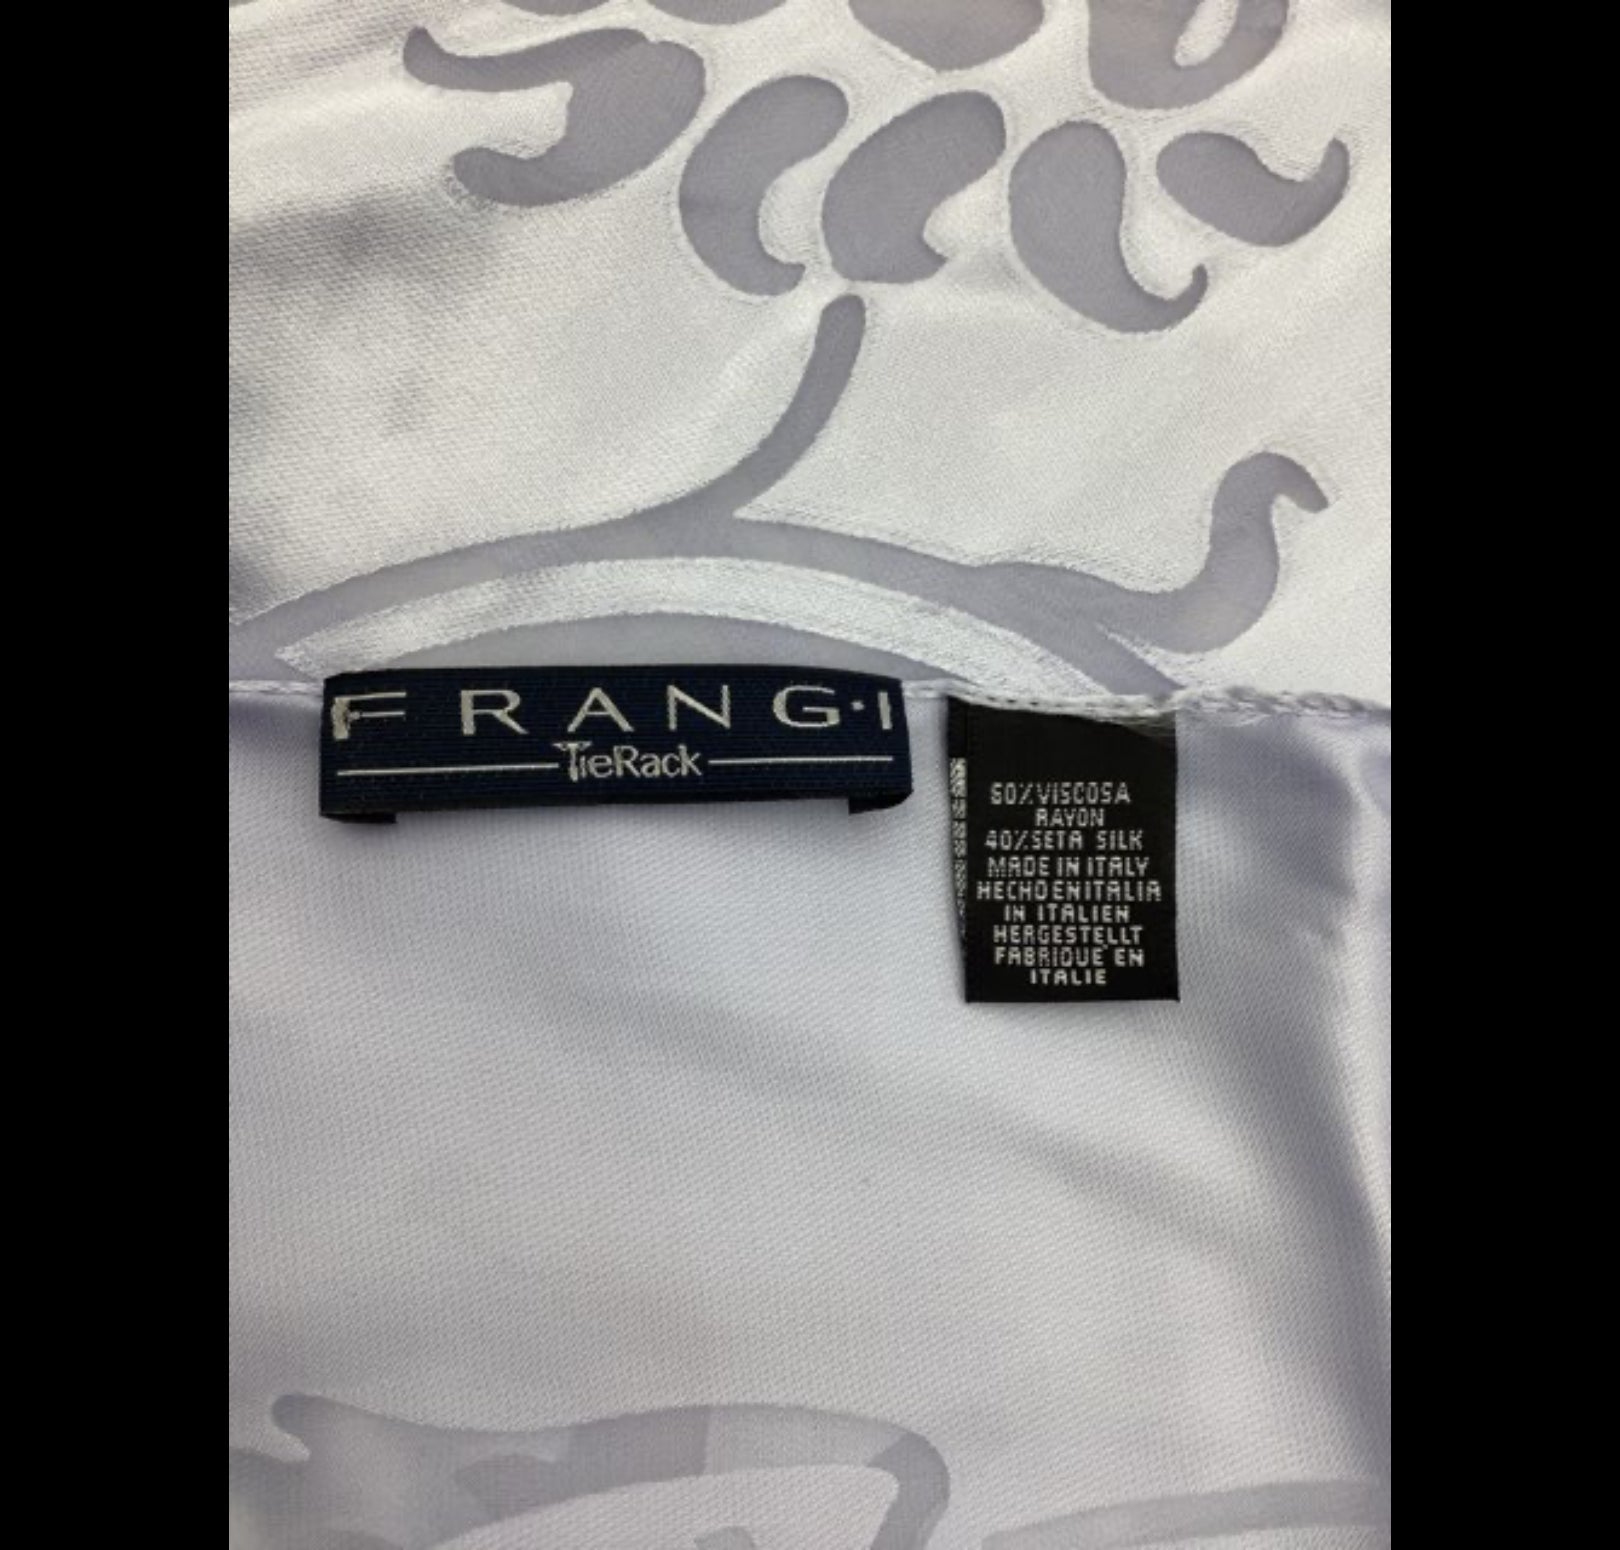 FRANG·I
TieRack
60%VISCOSA
RAYON
40%SETA SILK
MADE IN ITALY
HECHO EN ITALIA
IN ITALIEN
HERGESTELLT
FABRIQUE EN
ITALIE